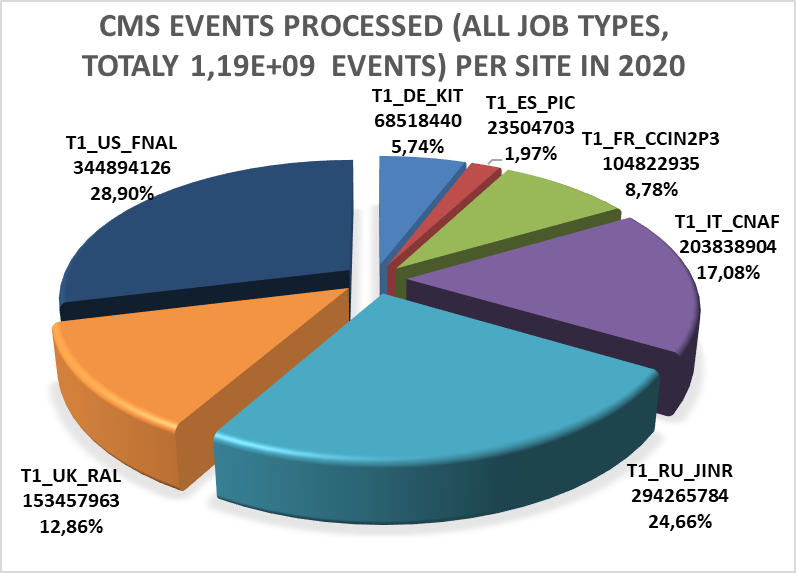 CMS EVENTS PROCESSED (ALL JOB TYPES,
TOTALY 1,19E+09 EVENTS) PER SITE IN 2020
T1_DE_KIT
68518440
5,74%
T1_ES_PIC
23504703
1,97%
T1_FR_CCIN2P3
104822935
8,78%
T1_IT_CNAF
203838904
17,08%
T1_RU_JINR
294265784
24,66%
T1_UK_RAL
153457963
12,86%
T1_US_FNAL
344894126
28,90%